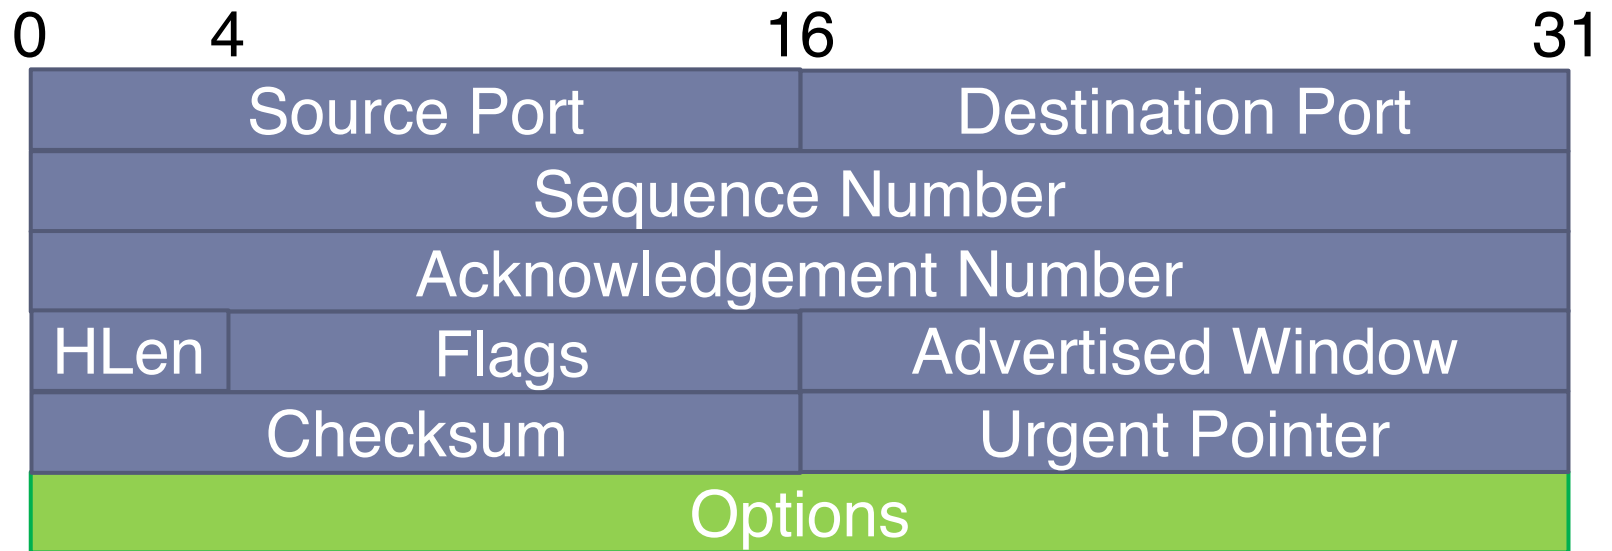 0 4 16 31
Source Port Destination Port
Sequence Number
Acknowledgement Number
HLen Flags Advertised Window
Checksum Urgent Pointer
Options